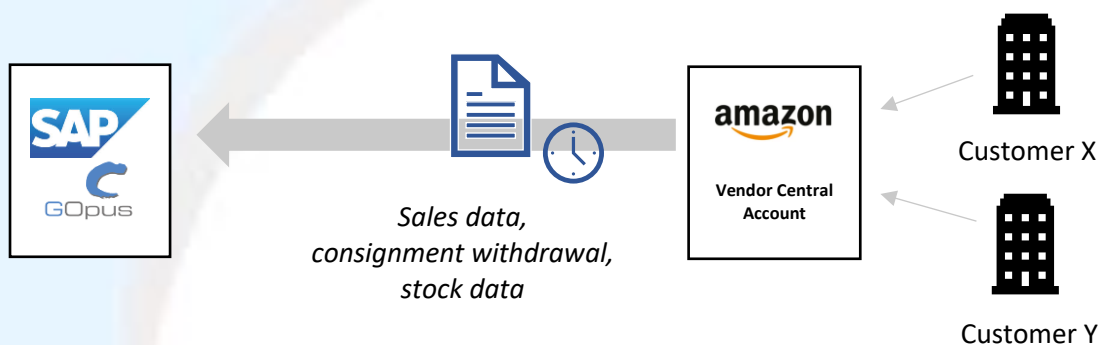 SAP
GOpus
Sales data,
consignment withdrawal,
stock data
amazon
Vendor Central
Account
Customer X
Customer Y